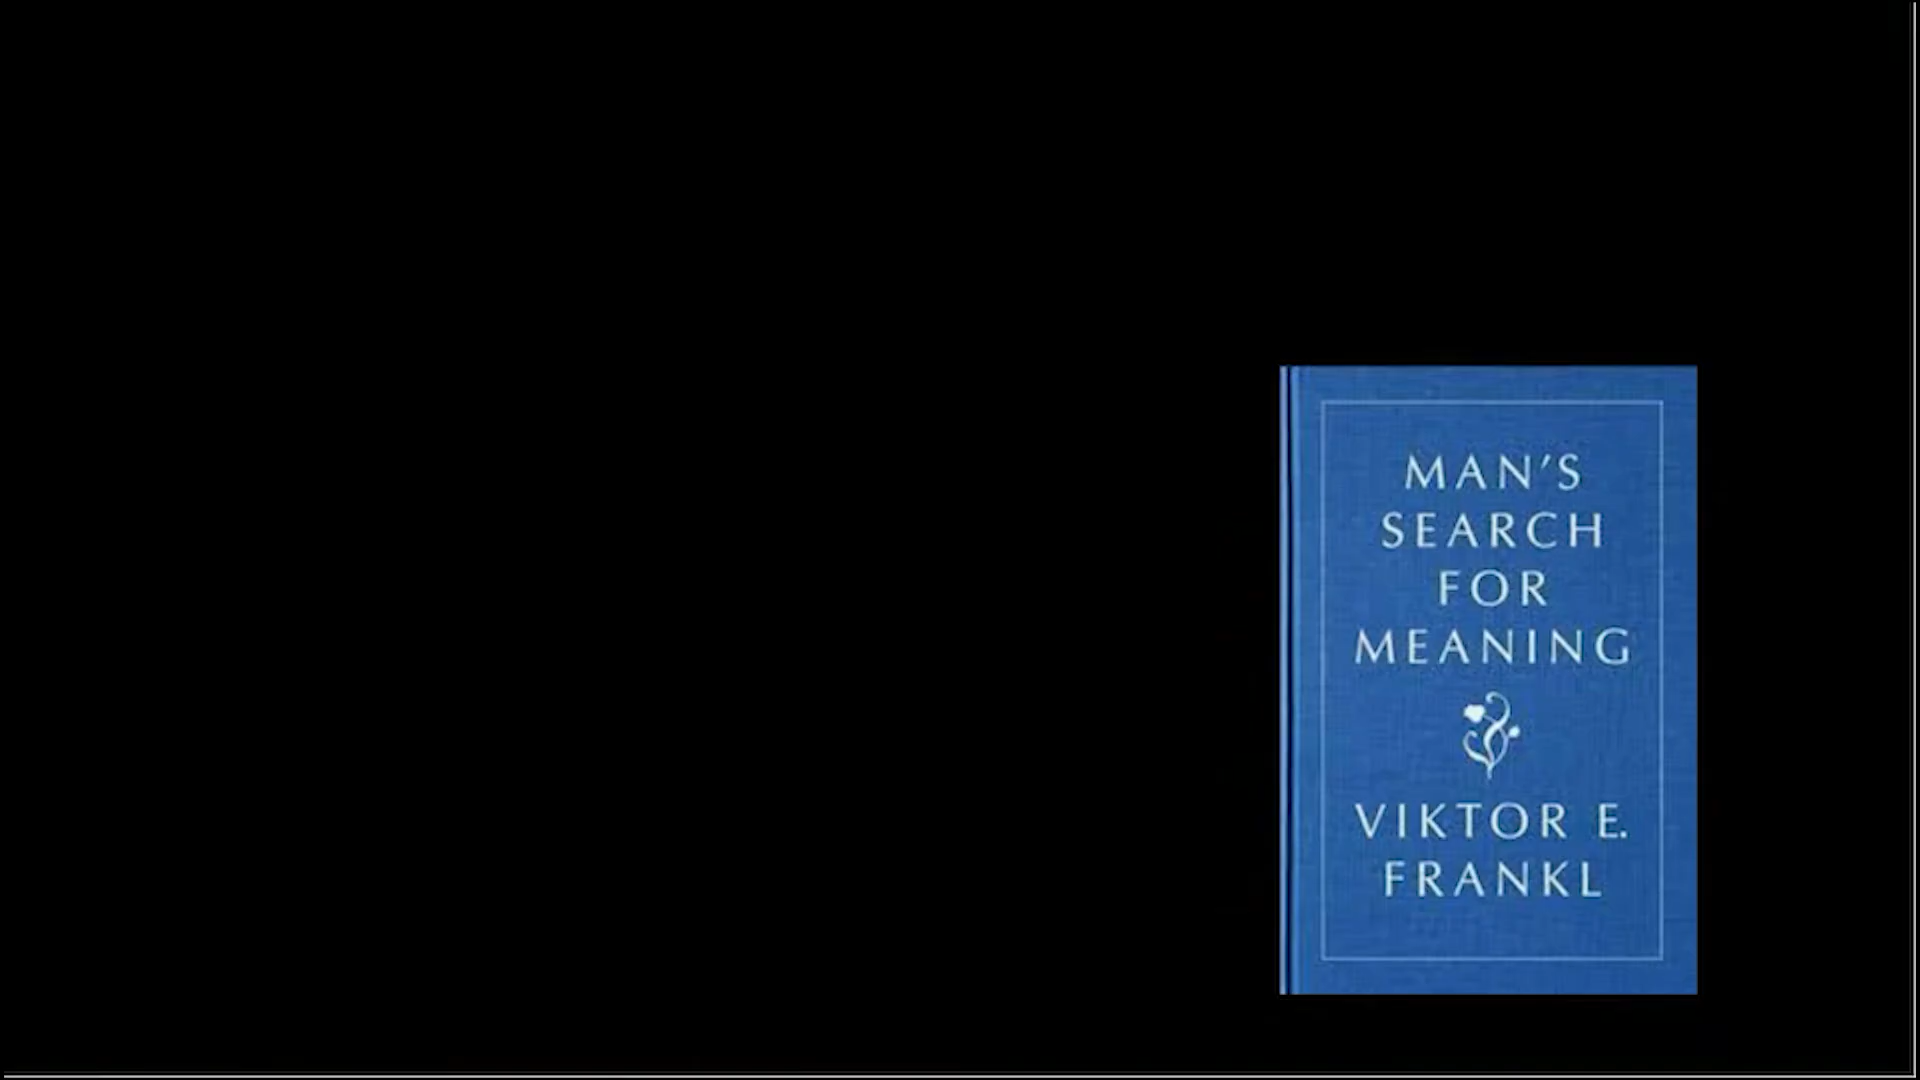 MAN'S
SEARCH
FOR
MEANING
VIKTOR E.
FRANKL